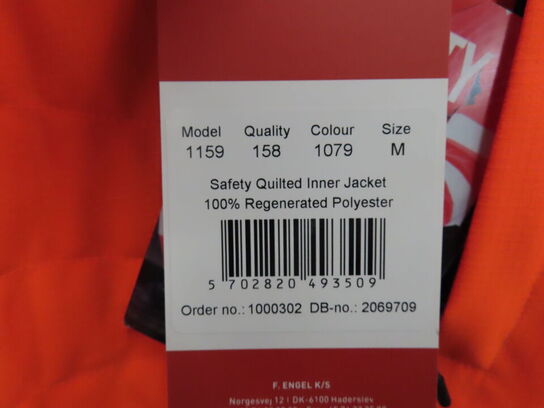 TY
Model Quality Colour Size
1159 158 1079 M
Safety Quilted Inner Jacket
100% Regenerated Polyester
5 702820 493509
Order no.: 1000302 DB-no.: 2069709
F. ENGEL K/S
Norgesvej 12 | DK-6100 Haderslev